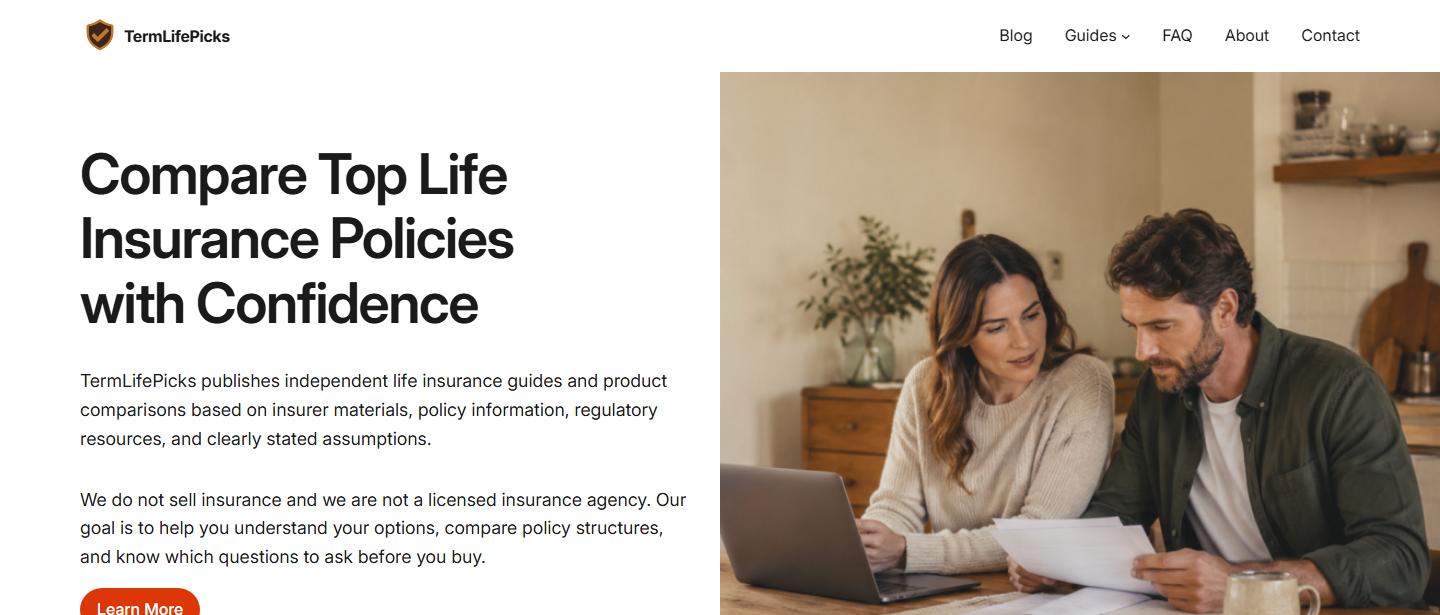 TermLifePicks
Blog
Guides
FAQ
About
Contact
Compare Top Life
Insurance Policies
with Confidence
TermLifePicks publishes independent life insurance guides and product
comparisons based on insurer materials, policy information, regulatory
resources, and clearly stated assumptions.
We do not sell insurance and we are not a licensed insurance agency. Our
goal is to help you understand your options, compare policy structures,
and know which questions to ask before you buy.
Learn More